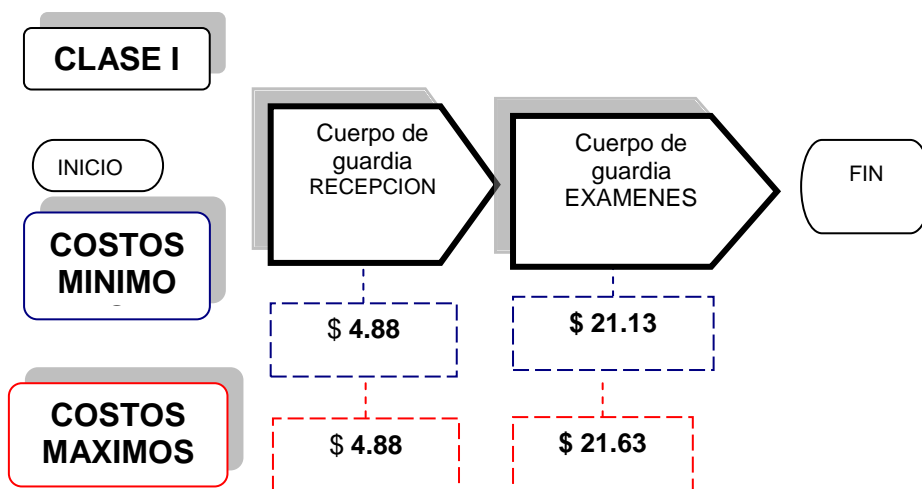 CLASE I
INICIO
Cuerpo de
guardia
RECEPCION
Cuerpo de
guardia
EXAMENES
FIN
COSTOS
MINIMO
$ 4.88
$ 21.13
COSTOS
MAXIMOS
$ 4.88
$ 21.63